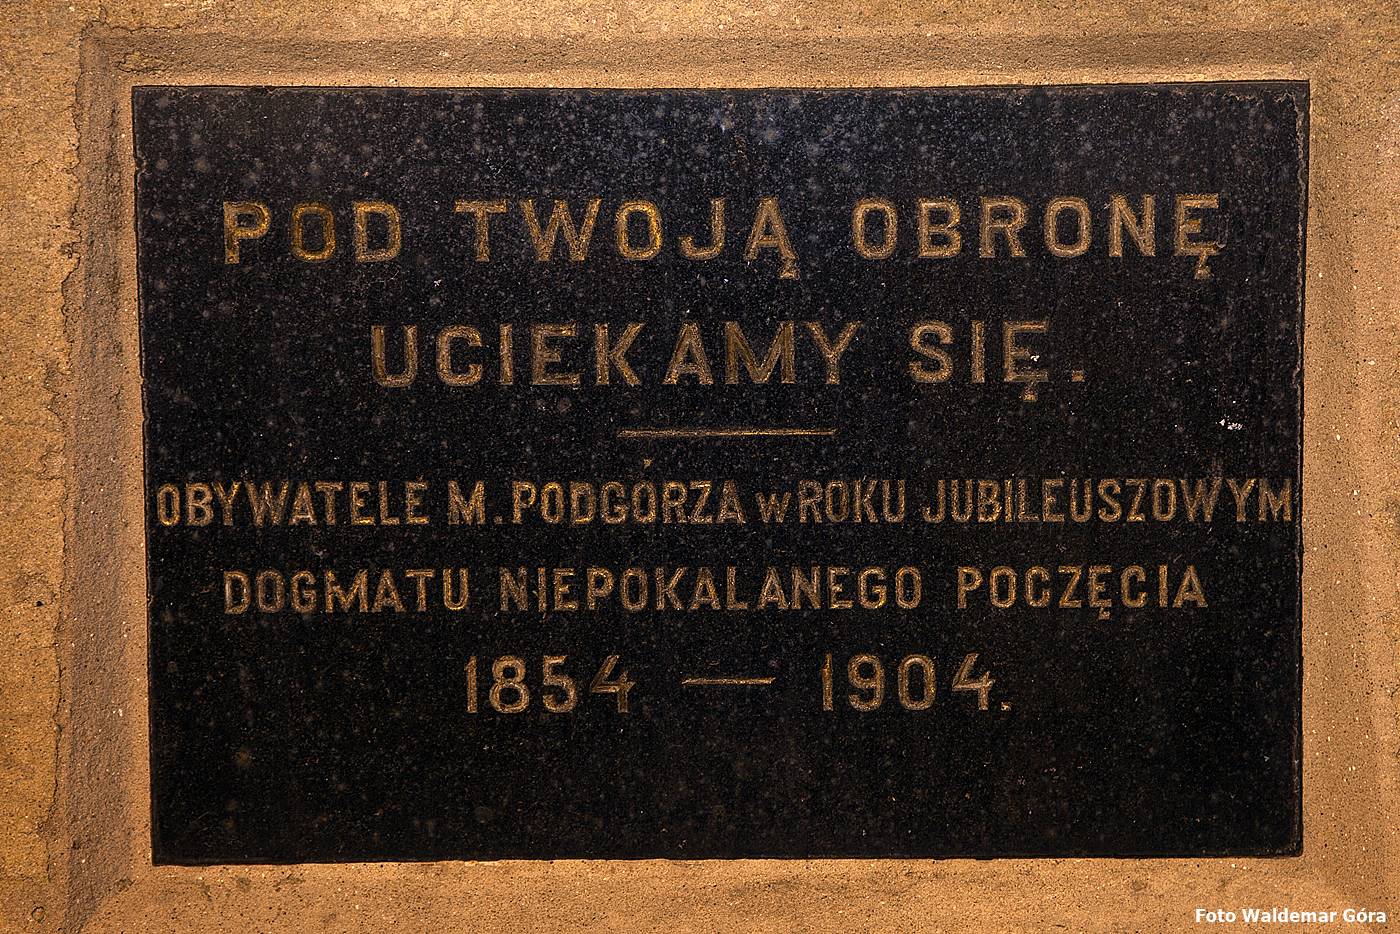 POD TWOJĄ OBRONĘ
UCIEKAMY SIĘ.
OBYWATELE M. PODGÓRZA W ROKU JUBILEUSZOWYM
DOGMATU NIEPOKALANEGO POCZĘCIA
1854 — 1904.
Foto Waldemar Góra